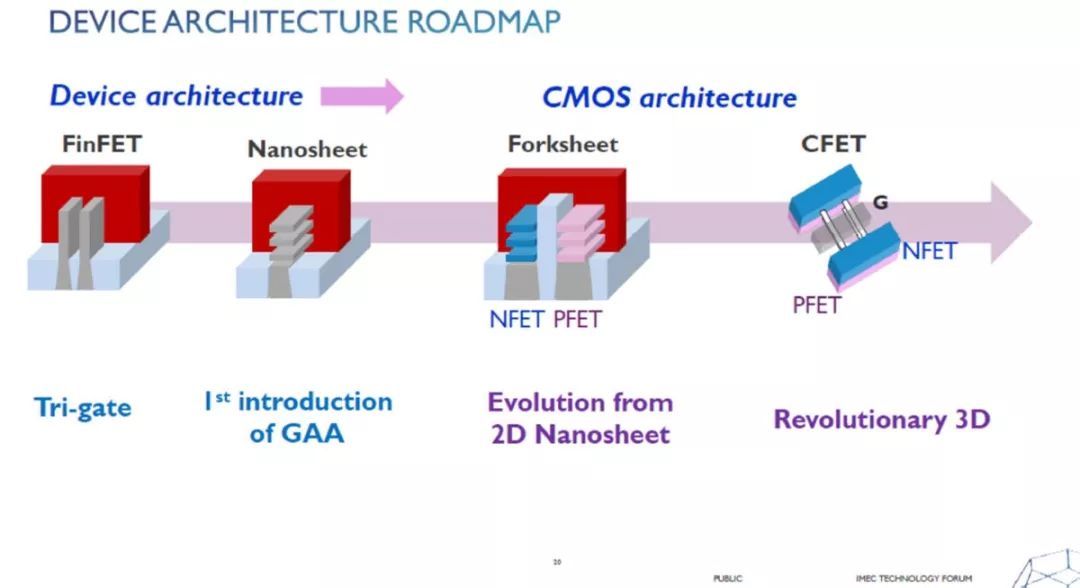 DEVICE ARCHITECTURE ROADMAP
Device architecture
CMOS architecture
FinFET
Nanosheet
Forksheet
CFET
G
NFET
PFET
NFET PFET
Tri-gate
1st introduction
of GAA
Evolution from
2D Nanosheet
Revolutionary 3D
20
PUBLIC
IMEC TECHNOLOGY FORUM